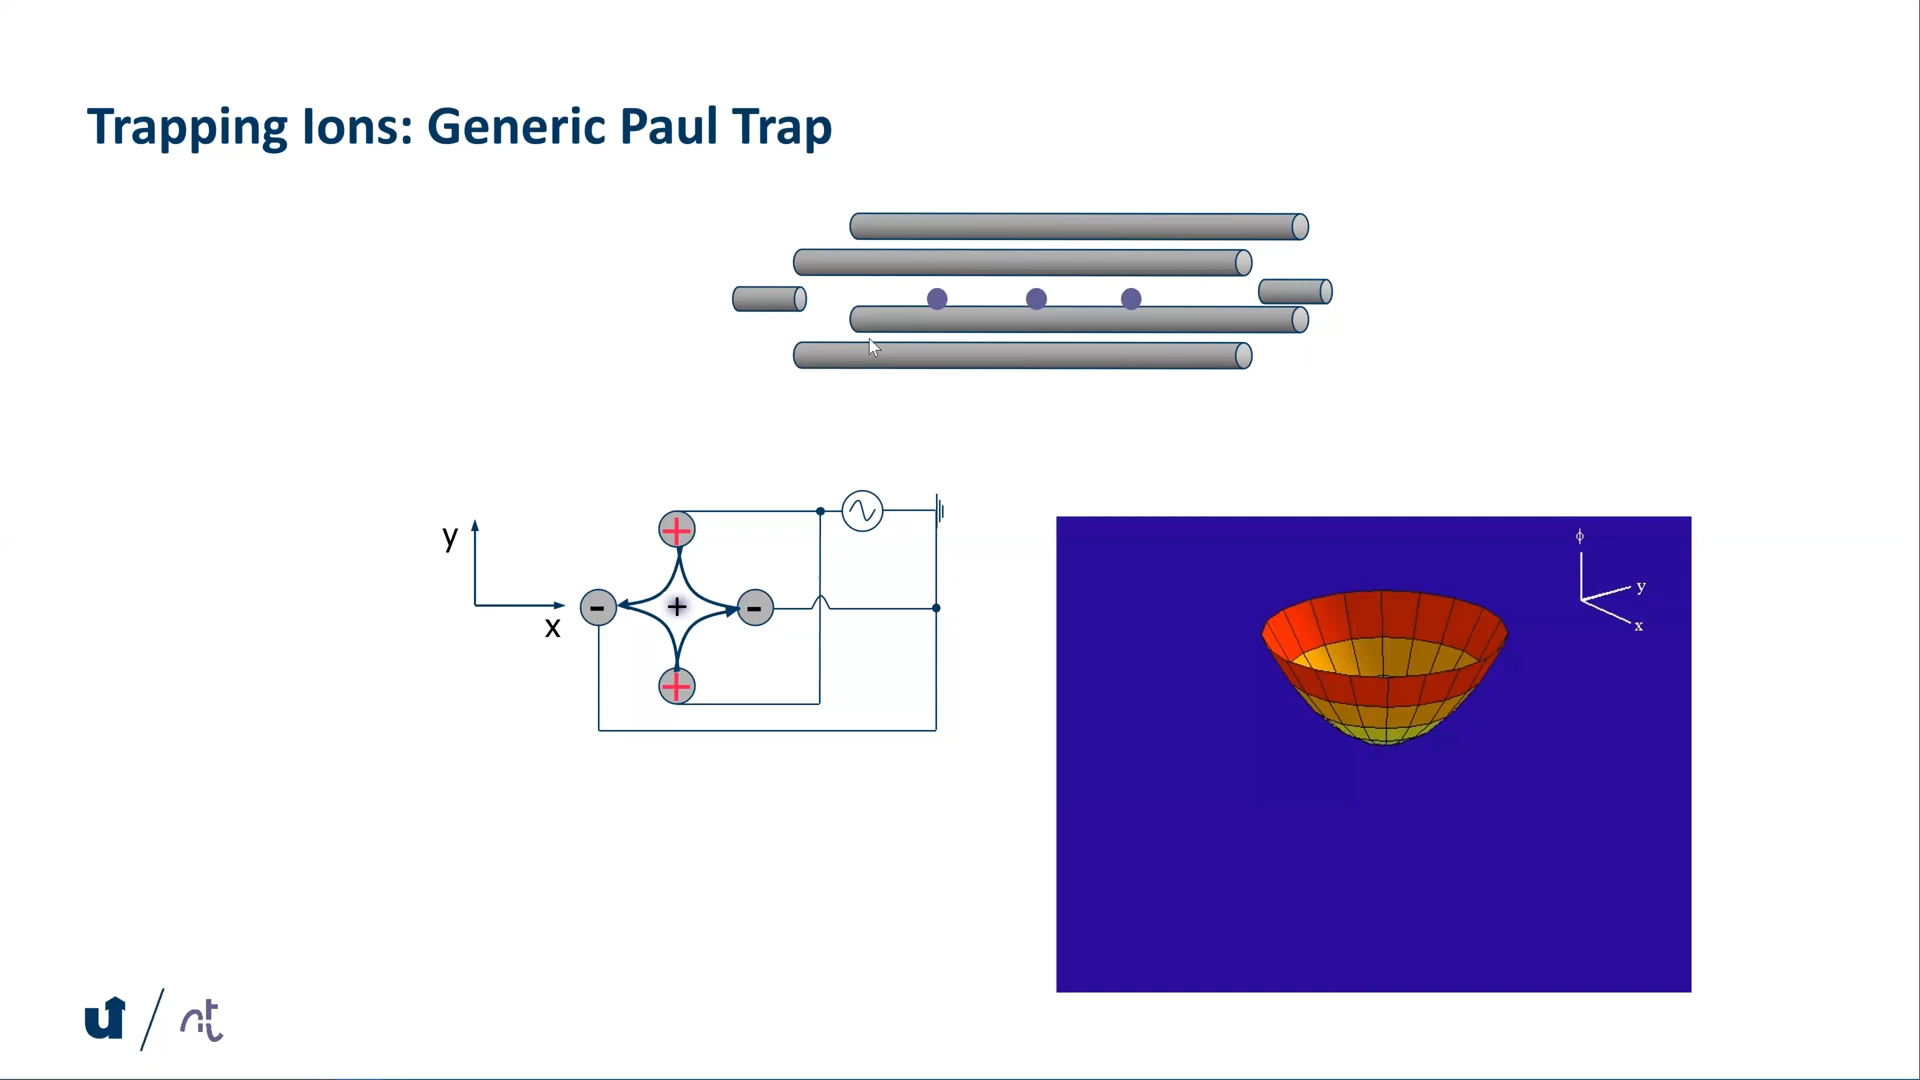 Trapping Ions: Generic Paul Trap
y
x
+
-
+
-
+
ϕ
y
x